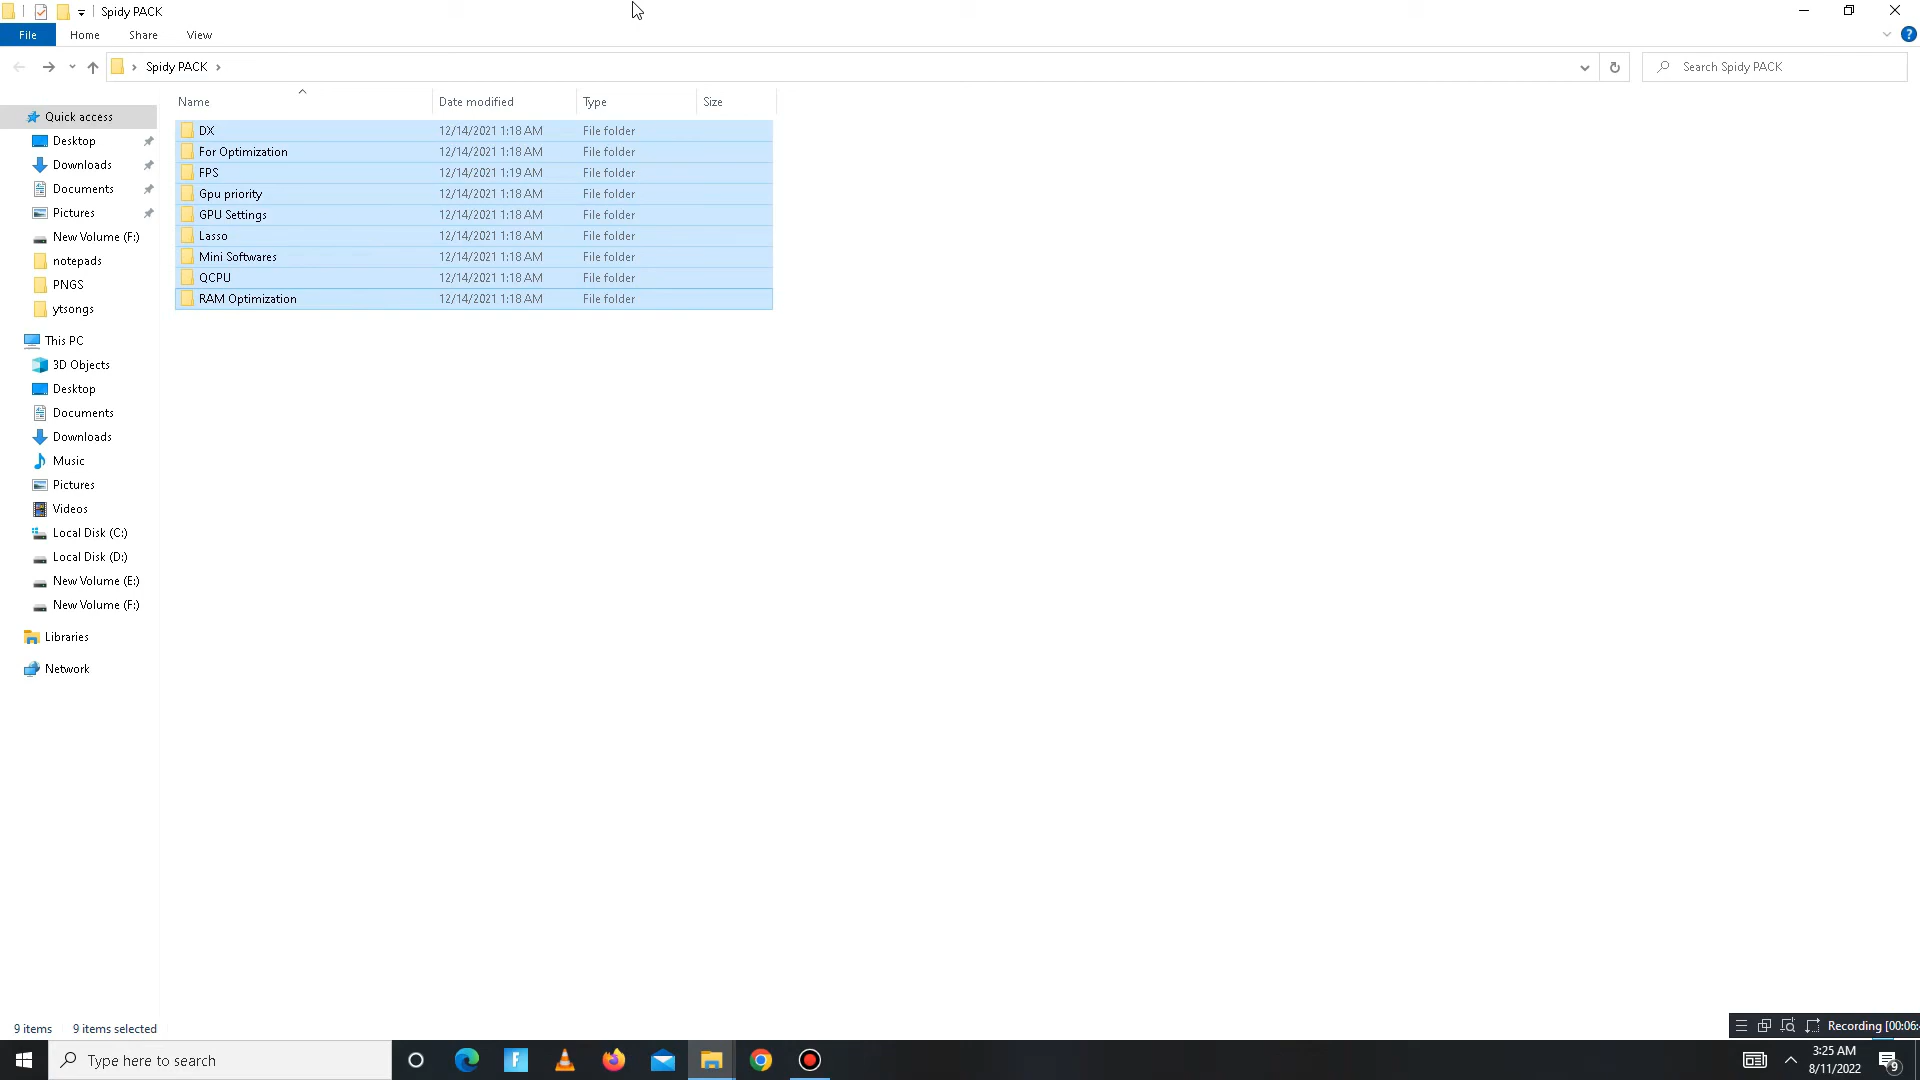 Spidy PACK
File Home Share View
Spidy PACK
Search Spidy PACK
Name Date modified Type Size
Quick access
Desktop
Downloads
Documents
Pictures
New Volume (F:)
notepads
PNGS
ytsongs
This PC
3D Objects
Desktop
Documents
Downloads
Music
Pictures
Videos
Local Disk (C:)
Local Disk (D:)
New Volume (E:)
New Volume (F:)
Libraries
Network
DX 12/14/2021 1:18 AM File folder
For Optimization 12/14/2021 1:18 AM File folder
FPS 12/14/2021 1:19 AM File folder
Gpu priority 12/14/2021 1:18 AM File folder
GPU Settings 12/14/2021 1:18 AM File folder
Lasso 12/14/2021 1:18 AM File folder
Mini Softwares 12/14/2021 1:18 AM File folder
QCPU 12/14/2021 1:18 AM File folder
RAM Optimization 12/14/2021 1:18 AM File folder
9 items 9 items selected
Recording [00:06:
Type here to search
3:25 AM
8/11/2022
9